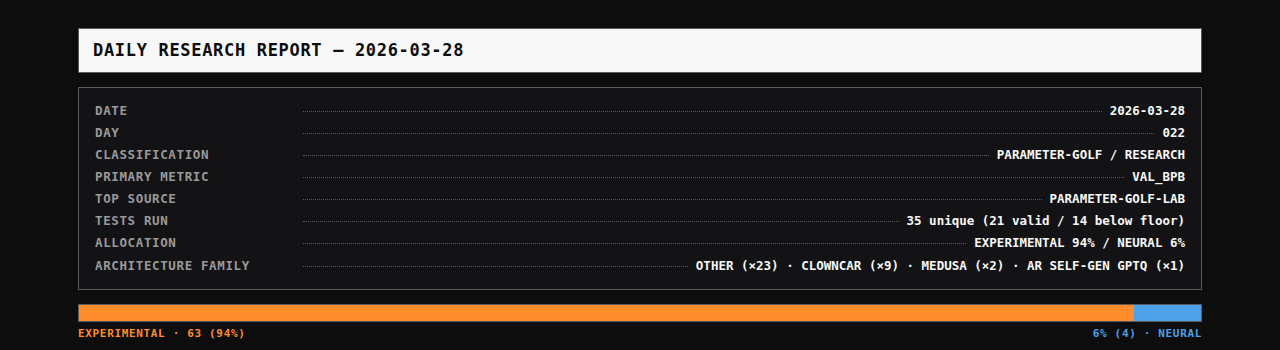 DAILY RESEARCH REPORT — 2026-03-28
DATE 2026-03-28
DAY 022
CLASSIFICATION PARAMETER-GOLF / RESEARCH
PRIMARY METRIC VAL_BPB
TOP SOURCE PARAMETER-GOLF-LAB
TESTS RUN 35 unique (21 valid / 14 below floor)
ALLOCATION EXPERIMENTAL 94% / NEURAL 6%
ARCHITECTURE FAMILY OTHER (×23) · CLOWNCAR (×9) · MEDUSA (×2) · AR SELF-GEN GPTQ (×1)
EXPERIMENTAL · 63 (94%) 6% (4) · NEURAL